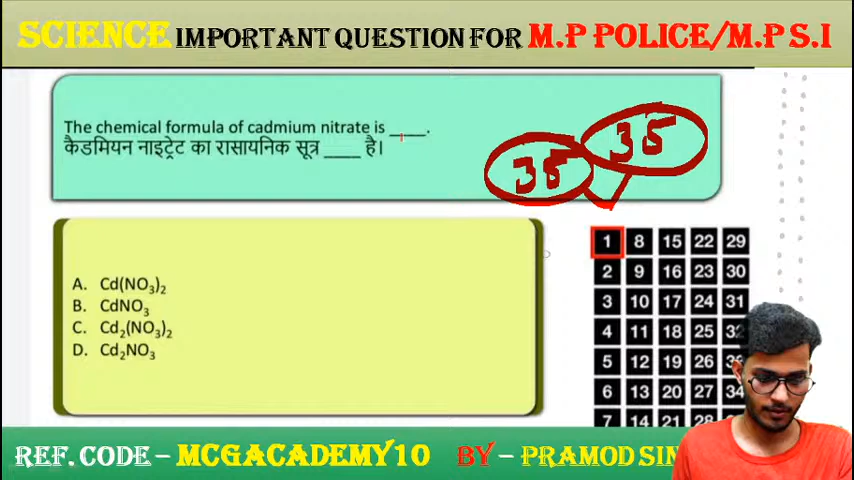 SCIENCE IMPORTANT QUESTION FOR M.P POLICE/M.P S.I
The chemical formula of cadmium nitrate is ____.
कैडमियन नाइट्रेट का रासायनिक सूत्र ____ है।
35 35
A. Cd(NO₃)₂
B. CdNO₃
C. Cd₂(NO₃)₂
D. Cd₂NO₃
1 8 15 22 29
2 9 16 23 30
3 10 17 24 31
4 11 18 25
5 12 19 26
6 13 20 27 34
7 14 21 28
REF. CODE – MCGACADEMY10 BY – PRAMOD